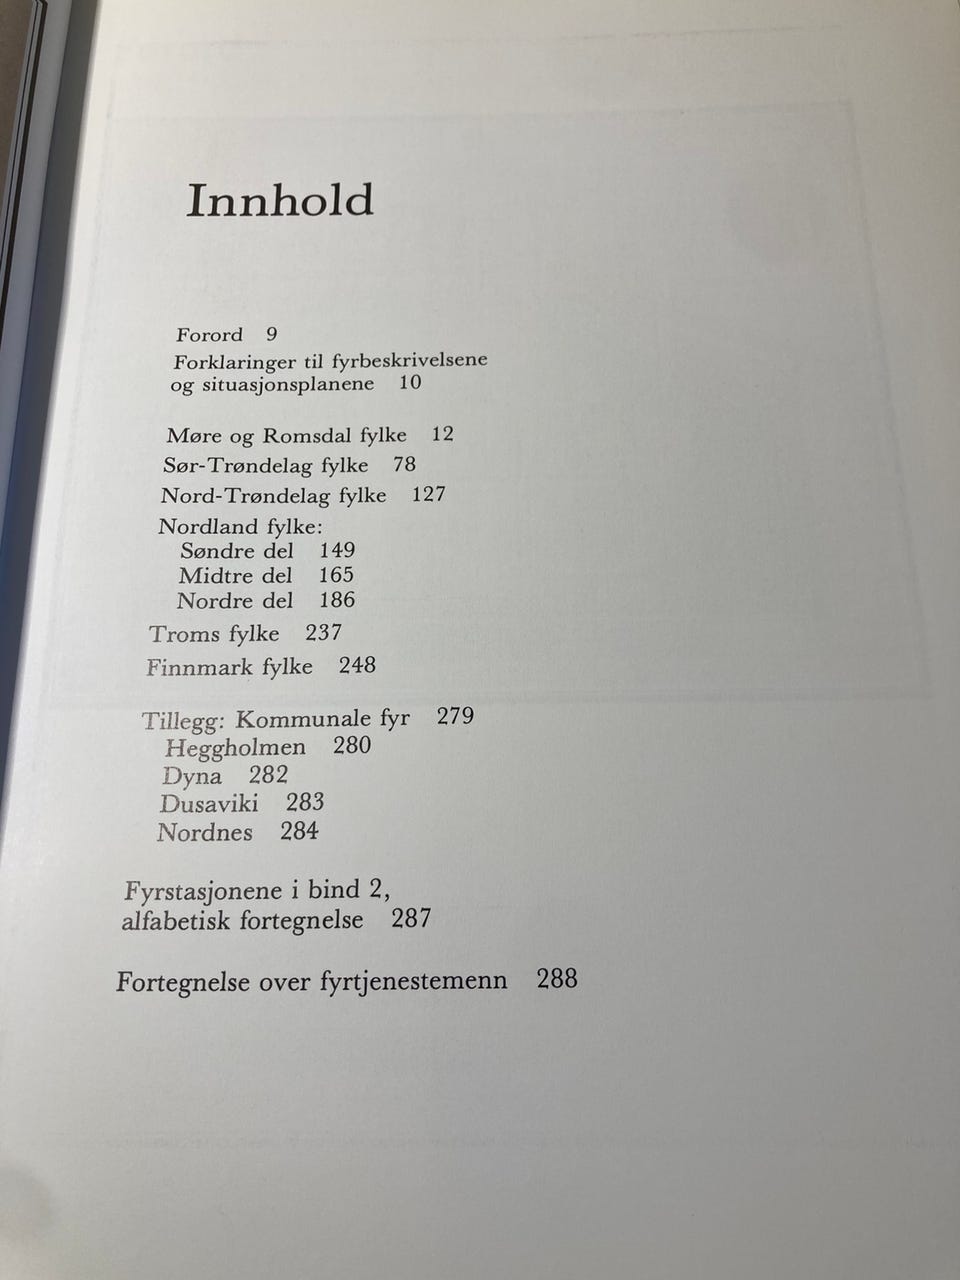 Innhold
Forord 9
Forklaringer til fyrbeskrivelsene
og situasjonsplanene 10
Møre og Romsdal fylke 12
Sør-Trøndelag fylke 78
Nord-Trøndelag fylke 127
Nordland fylke:
Søndre del 149
Midtre del 165
Nordre del 186
Troms fylke 237
Finnmark fylke 248
Tillegg: Kommunale fyr 279
Heggholmen 280
Dyna 282
Dusaviki 283
Nordnes 284
Fyrstasjonene i bind 2,
alfabetisk fortegnelse 287
Fortegnelse over fyrtjenestemenn 288